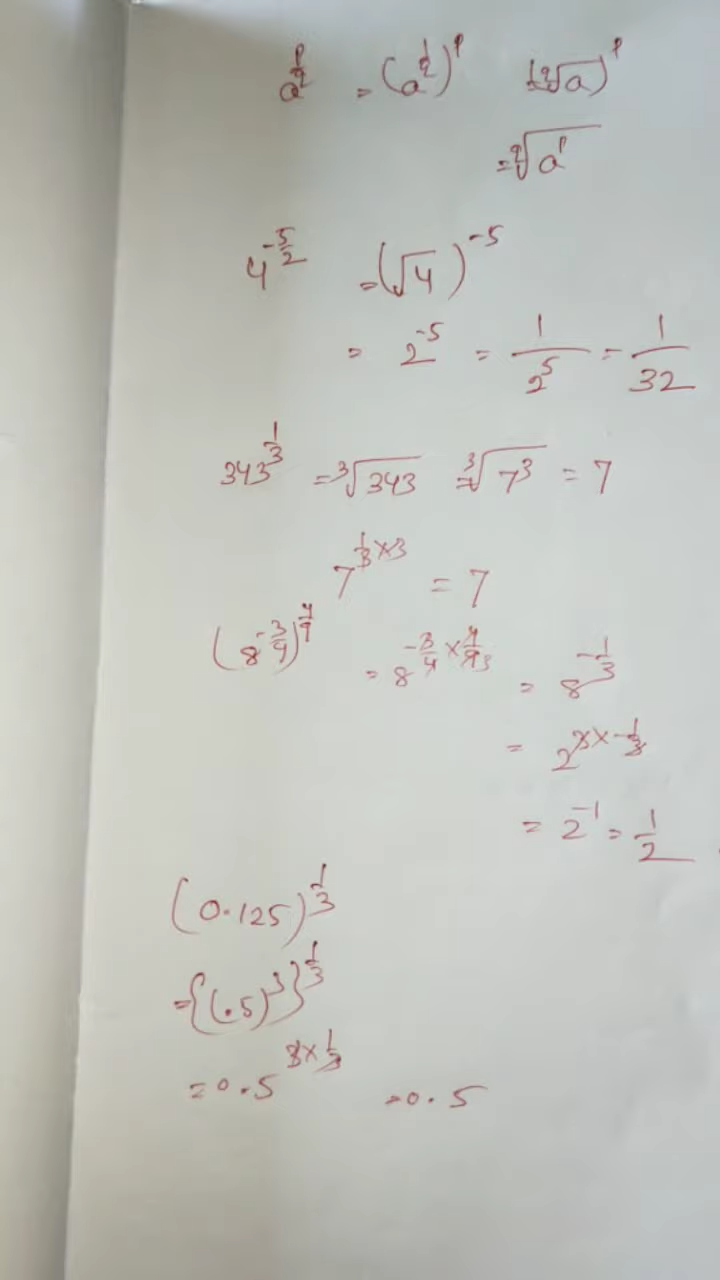 a^(p/q) = (a^(1/q))^p (q√a)^p
= q√(a^p)
4^(-5/2) = (√4)^(-5)
= 2^(-5) = 1/2^5 = 1/32
343^(1/3) = ³√343 = ³√7³ = 7
7^(1/3×3) = 7
(8^(-3/4))^(4/9) = 8^(-3/4×4/9 3) = 8^(-1/3)
= 2^(3×-1/3)
= 2^(-1) = 1/2
(0.125)^(1/3)
= {(.5)^3}^(1/3)
= 0.5^(3×1/3) = 0.5